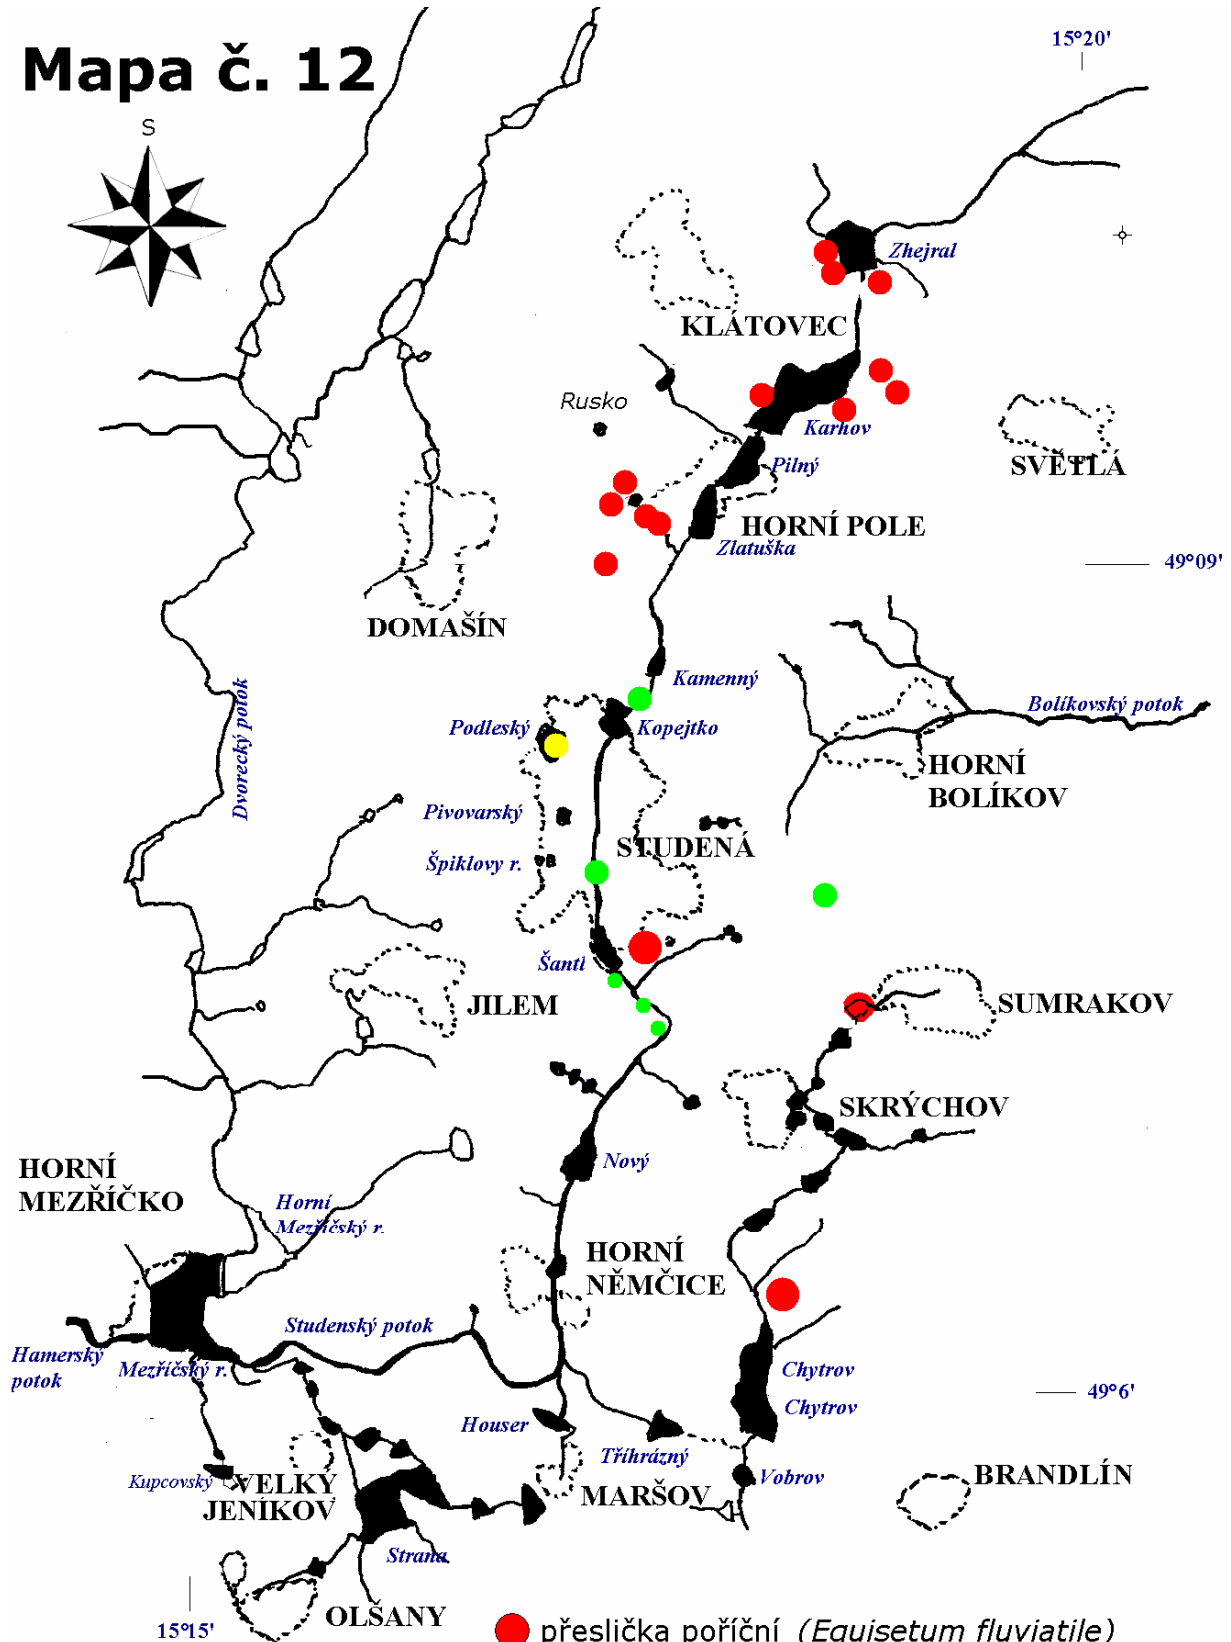 Mapa č. 12
15°20'
S
Zhejral
KLÁTOVEC
Rusko
Karhov
SVĚTLÁ
Pilný
HORNÍ POLE
Zlatuška
49°09'
DOMAŠÍN
Kamenný
Bolíkovský potok
Podleský
Kopejtko
Dvorecký potok
HORNÍ
BOLÍKOV
Pivovarský
STUDENÁ
Špiklovy r.
Šantl
JILEM
SUMRAKOV
SKRÝCHOV
HORNÍ
MEZŘÍČKO
Nový
Horní
Mezříčský r.
HORNÍ
NĚMČICE
Studenský potok
Hamerský
potok
Mezříčský r.
Chytrov
49°6'
Chytrov
Houser
Tříhrázný
Kupcovský
VELKÝ
JENÍKOV
MARŠOV
Vobrov
BRANDLÍN
Strana
OLŠANY
15°15'
přeslička poříční (Equisetum fluviatile)